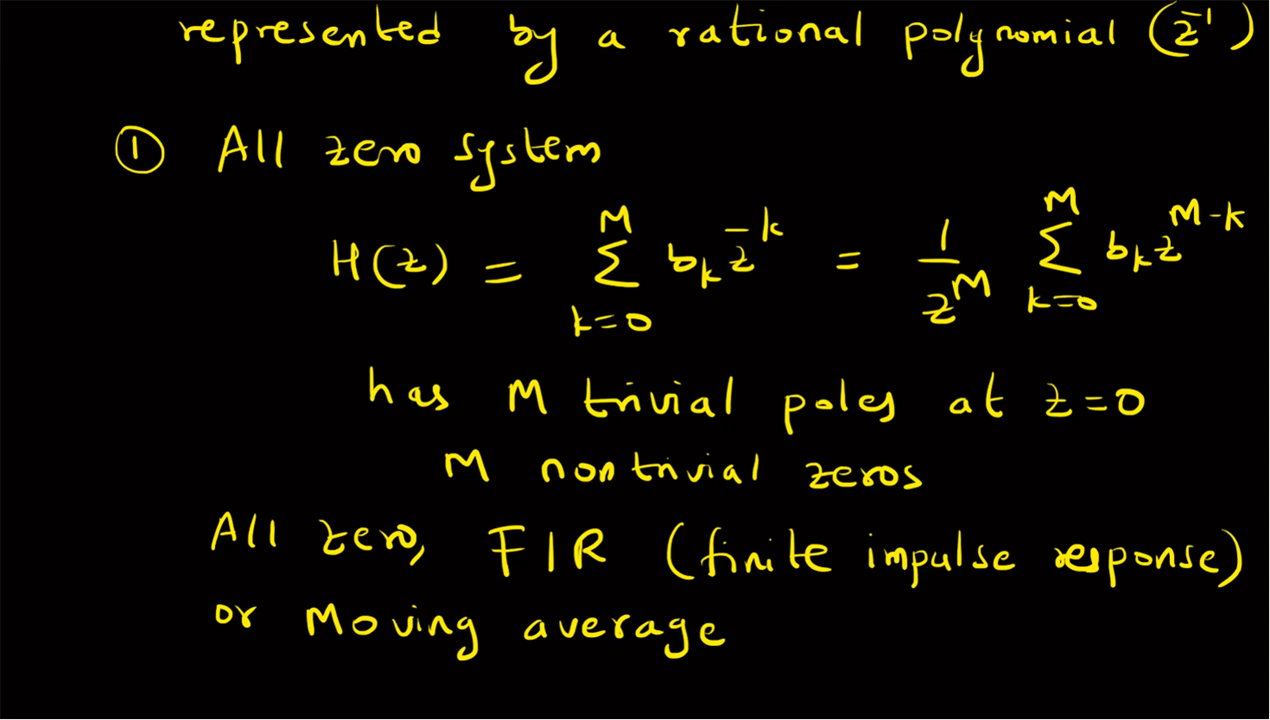 represented by a rational polynomial (z⁻¹)
① All zero system
H(z) = Σ_{k=0}^{M} b_k z^{-k} = 1/z^M Σ_{k=0}^{M} b_k z^{M-k}
has M trivial poles at z=0
M nontrivial zeros
All zero, FIR (finite impulse response)
or Moving average